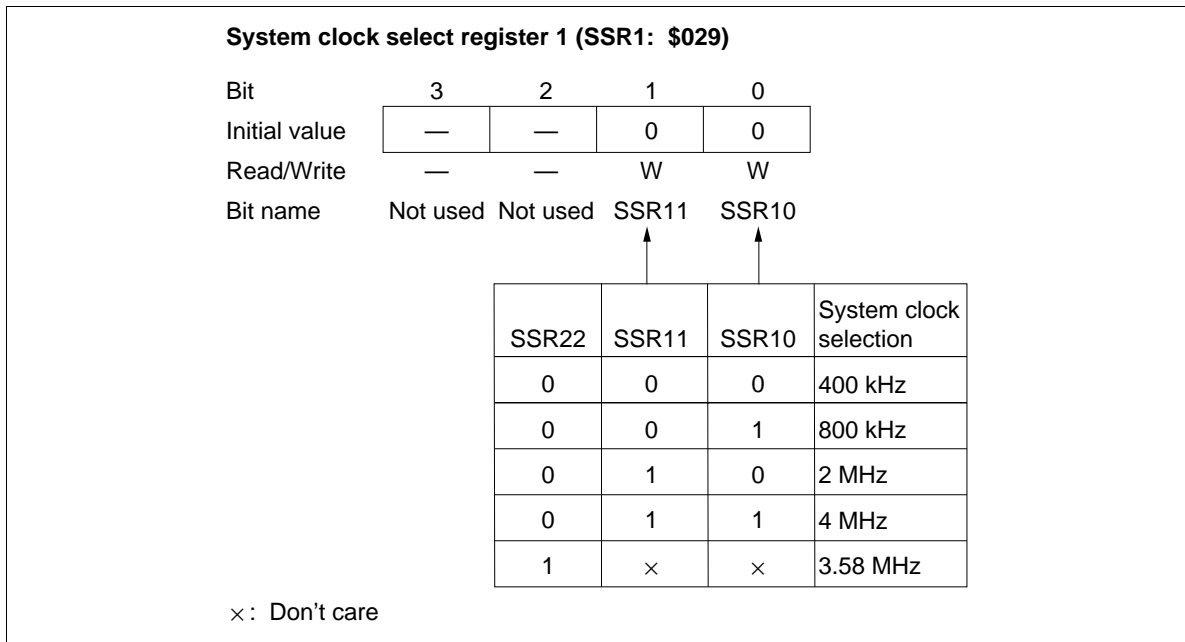 System clock select register 1 (SSR1: $029)
Bit 3 2 1 0
Initial value — — 0 0
Read/Write — — W W
Bit name Not used Not used SSR11 SSR10
SSR22 SSR11 SSR10 System clock
selection
0 0 0 400 kHz
0 0 1 800 kHz
0 1 0 2 MHz
0 1 1 4 MHz
1 × × 3.58 MHz
×: Don't care